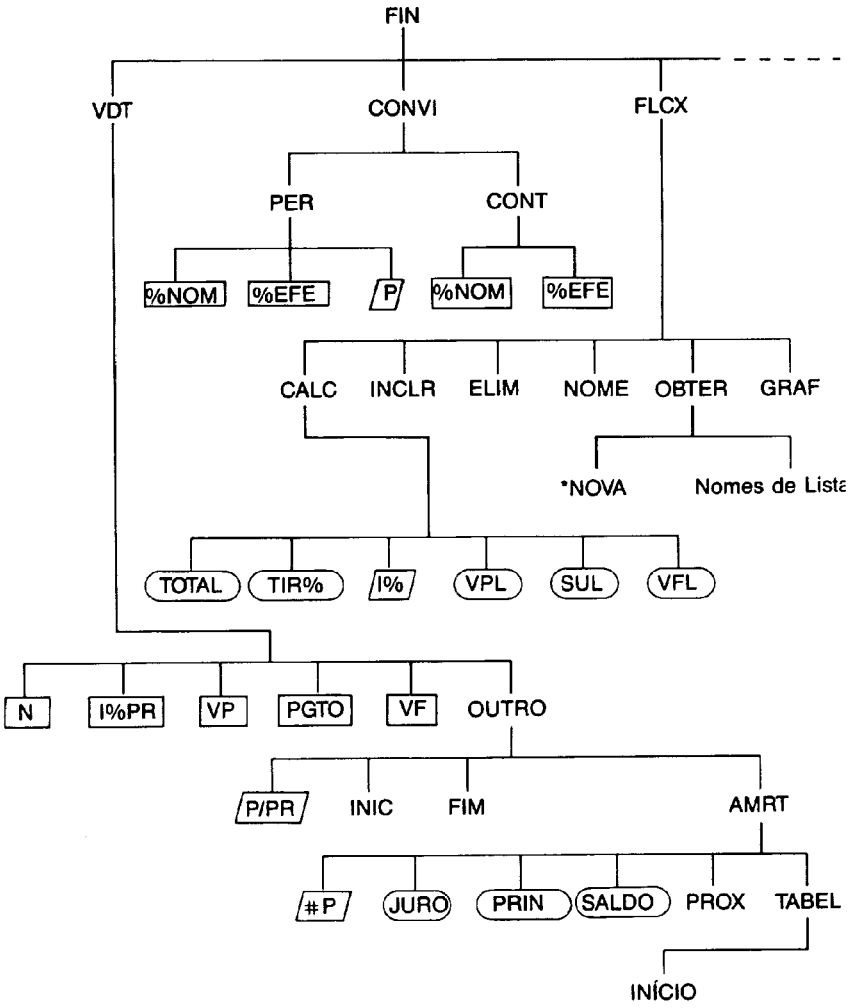 FIN
VDT CONVI FLCX
PER CONT
%NOM %EFE P %NOM %EFE
CALC INCLR ELIM NOME OBTER GRAF
*NOVA Nomes de Lista
TOTAL TIR% I% VPL SUL VFL
N I%PR VP PGTO VF OUTRO
P/PR INIC FIM AMRT
#P JURO PRIN SALDO PROX TABEL
INÍCIO